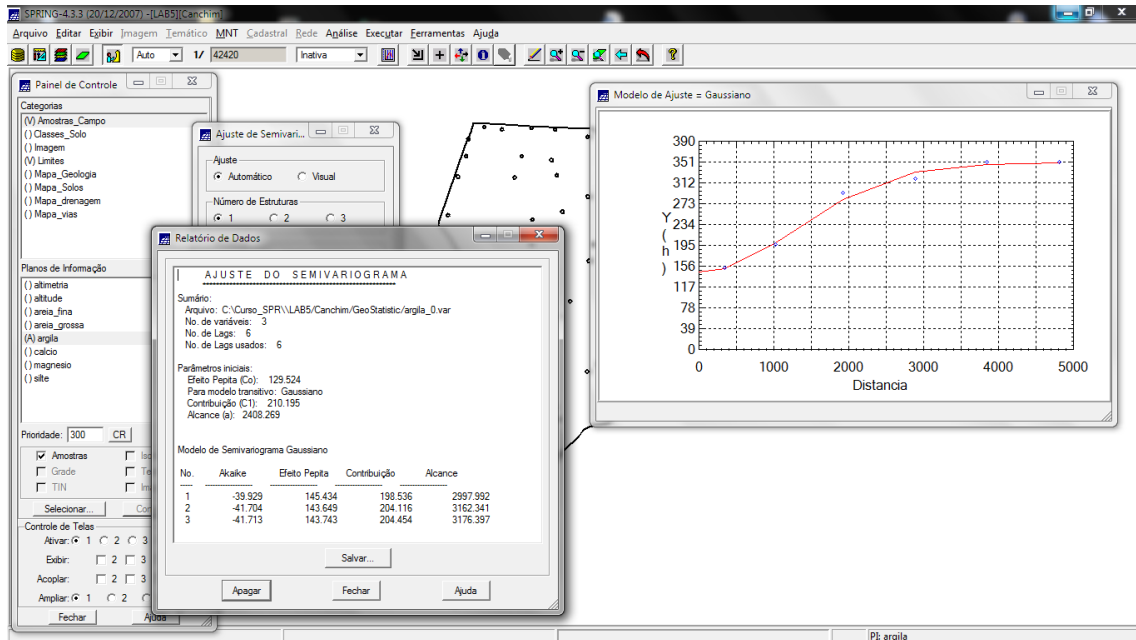 SPRING-4.3.3 (20/12/2007) -[LAB5][Canchim]
Arquivo Editar Exibir Imagem Temático MNT Cadastral Rede Análise Executar Ferramentas Ajuda
Auto 1/ 42420 Inativa
Painel de Controle
Categorias
(V) Amostras_Campo
( ) Classes_Solo
( ) Imagem
(V) Limites
( ) Mapa_Geologia
( ) Mapa_Solos
( ) Mapa_drenagem
( ) Mapa_vias
Planos de Informação
( ) altimetria
( ) altitude
( ) areia_fina
( ) areia_grossa
(A) argila
( ) calcio
( ) magnesio
( ) silte
Prioridade: 300 CR
Amostras
Grade
TIN
Selecionar...
Controle de Telas
Ativar: 1 2 3
Exibir: 2 3
Acoplar: 2 3
Ampliar: 1 2
Fechar Ajuda
Ajuste de Semivari...
Ajuste
Automático Visual
Número de Estruturas
1 2 3
Relatório de Dados
AJUSTE DO SEMIVARIOGRAMA
Sumário:
Arquivo: C:\Curso_SPR\\LAB5/Canchim/GeoStatistic/argila_0.var
No. de variáveis: 3
No. de Lags: 6
No. de Lags usados: 6
Parâmetros iniciais:
Efeito Pepita (Co): 129.524
Para modelo transitivo: Gaussiano
Contribuição (C1): 210.195
Alcance (a): 2408.269
Modelo de Semivariograma Gaussiano
No. Akaike Efeito Pepita Contribuição Alcance
1 -39.929 145.434 198.536 2997.992
2 -41.704 143.649 204.116 3162.341
3 -41.713 143.743 204.454 3176.397
Salvar...
Apagar Fechar Ajuda
Modelo de Ajuste = Gaussiano
390
351
312
273
234
195
156
117
78
39
0
Y(h)
0 1000 2000 3000 4000 5000
Distancia
PI: argila